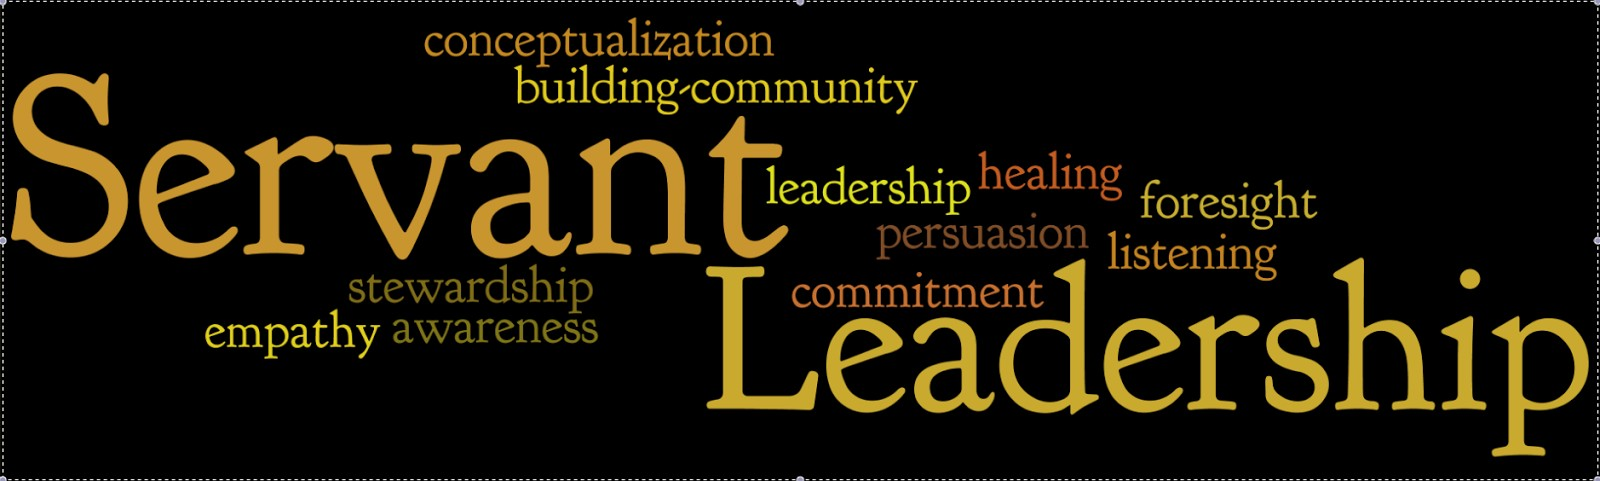 conceptualization
building-community
Servant
leadership
healing
foresight
persuasion
listening
stewardship
commitment
empathy
awareness
Leadership